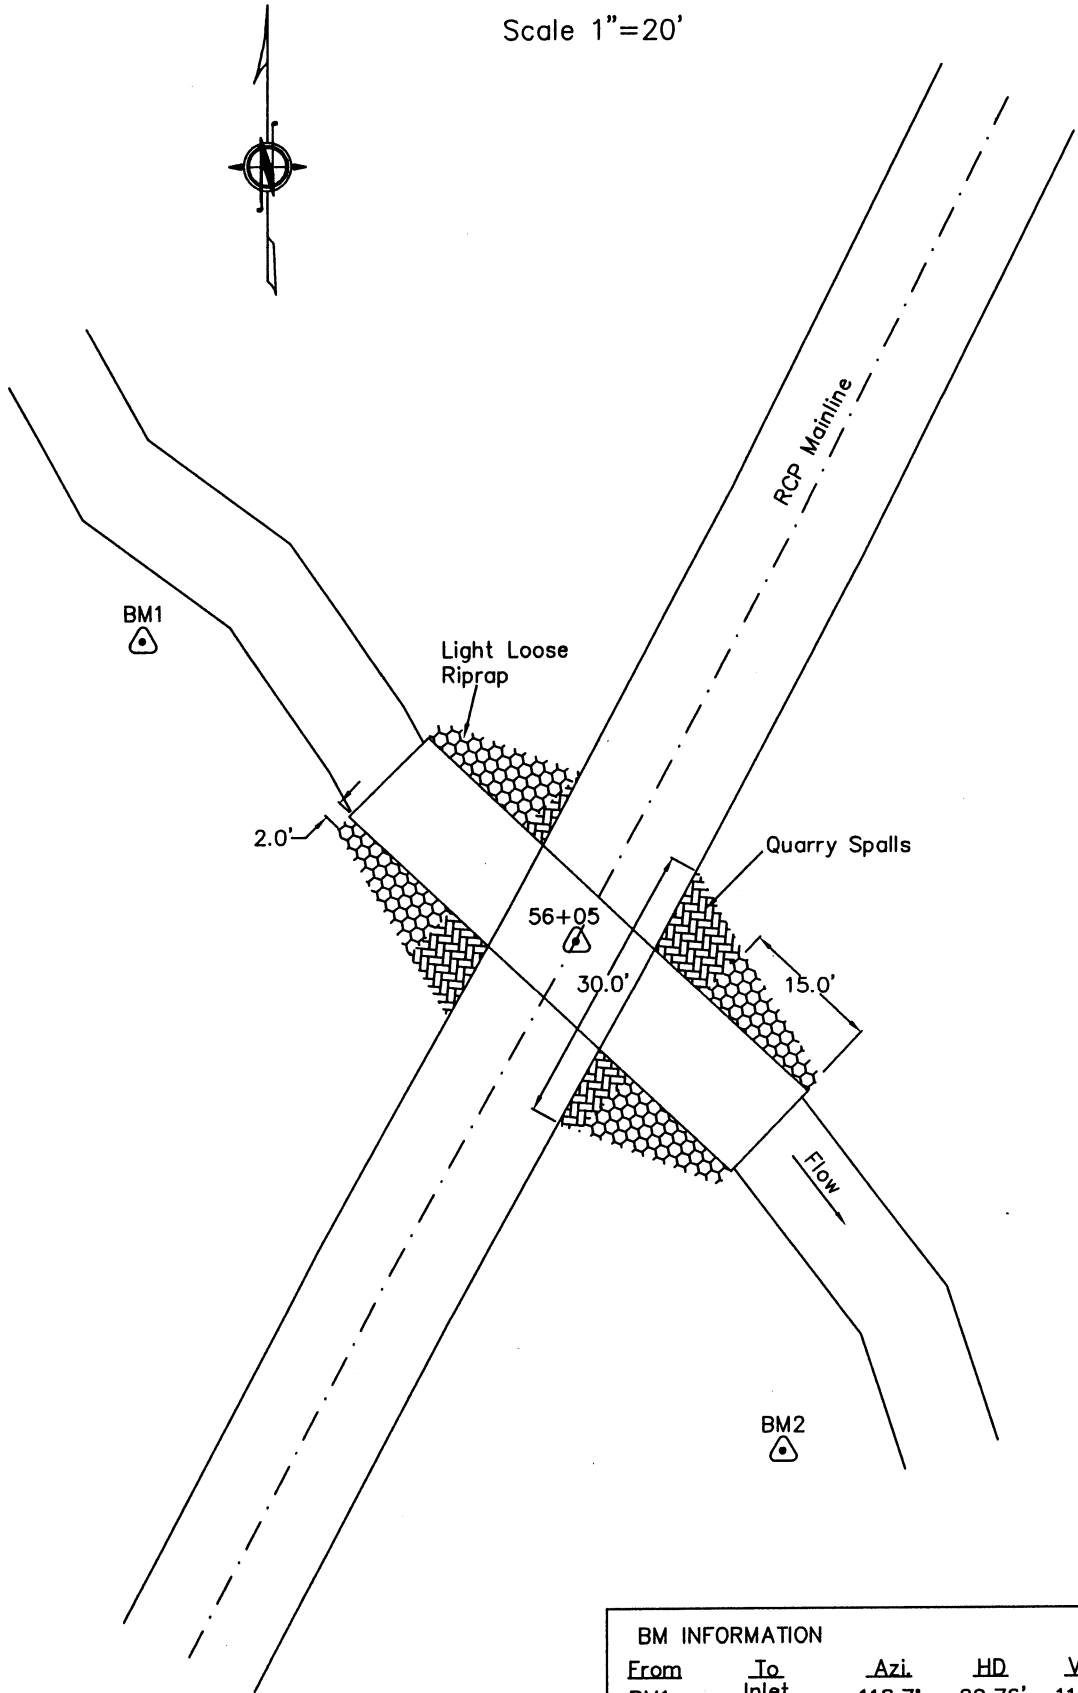 Scale 1"=20'
RCP Mainline
BM1
Light Loose
Riprap
2.0'
Quarry Spalls
56+05
30.0'
15.0'
Flow
BM2
BM INFORMATION
From To Azi. HD
Inlet